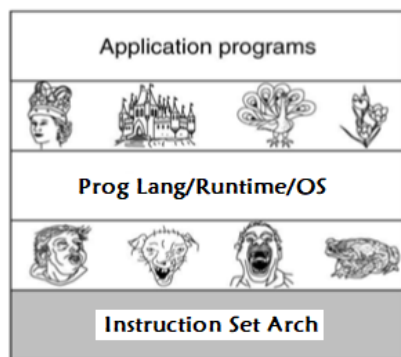 Application programs
Prog Lang/Runtime/OS
Instruction Set Arch